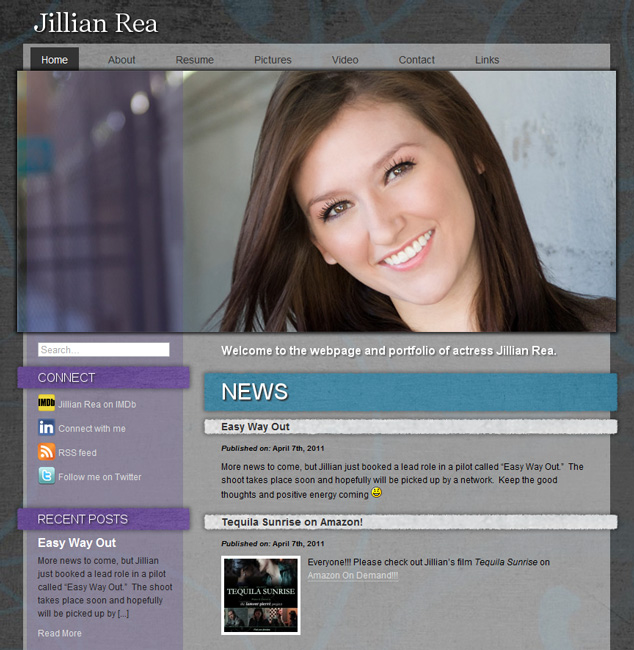 Jillian Rea
Home About Resume Pictures Video Contact Links
Search...
CONNECT
IMDb Jillian Rea on IMDb
in Connect with me
RSS feed
t Follow me on Twitter
RECENT POSTS
Easy Way Out
More news to come, but Jillian
just booked a lead role in a pilot
called “Easy Way Out.” The shoot
takes place soon and hopefully
will be picked up by [...]
Read More
Welcome to the webpage and portfolio of actress Jillian Rea.
NEWS
Easy Way Out
Published on: April 7th, 2011
More news to come, but Jillian just booked a lead role in a pilot called “Easy Way Out.” The
shoot takes place soon and hopefully will be picked up by a network. Keep the good
thoughts and positive energy coming
Tequila Sunrise on Amazon!
Published on: April 7th, 2011
TEQUILA SUNRISE
Everyone!!! Please check out Jillian’s film Tequila Sunrise on
Amazon On Demand!!!